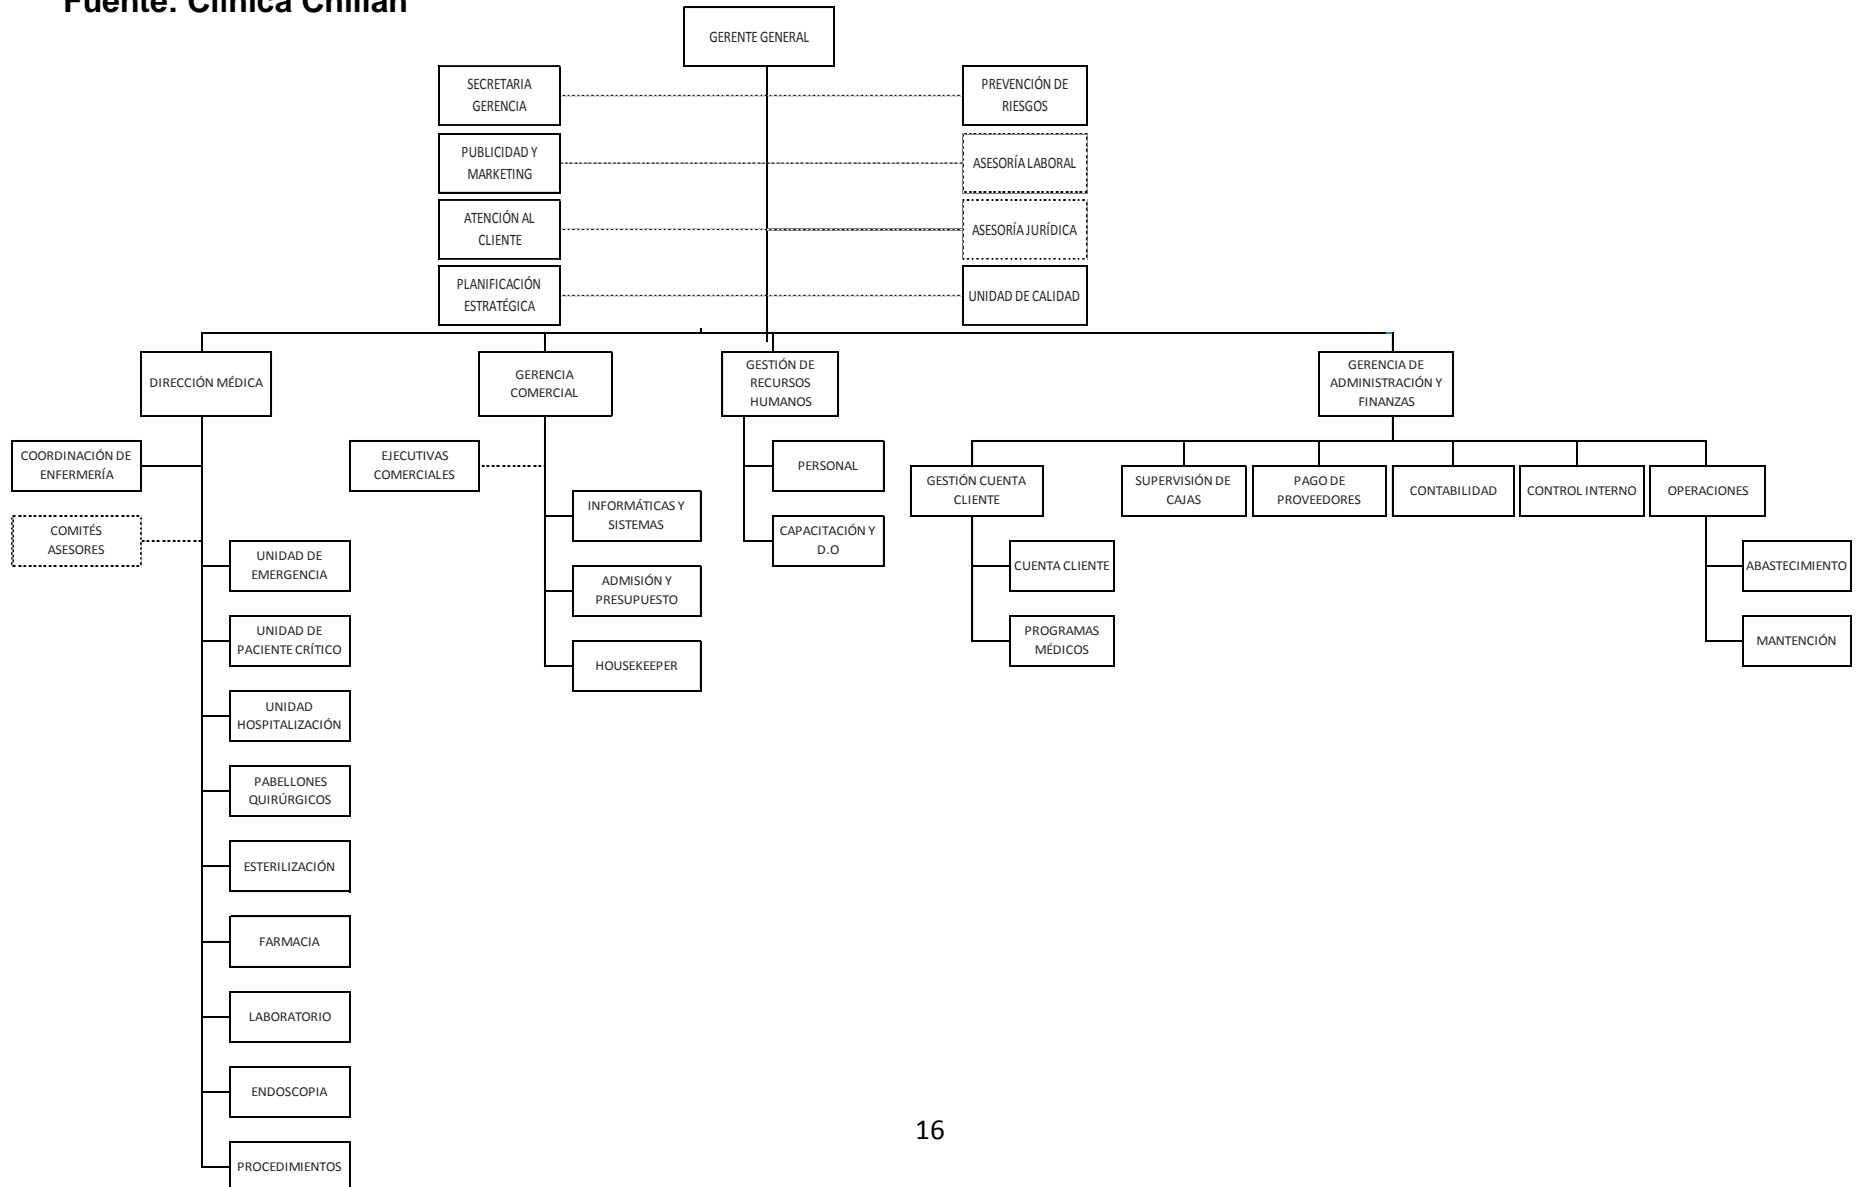 Fuente: Clínica Chillán
GERENTE GENERAL
SECRETARIA
GERENCIA
PREVENCIÓN DE
RIESGOS
PUBLICIDAD Y
MARKETING
ASESORÍA LABORAL
ATENCIÓN AL
CLIENTE
ASESORÍA JURÍDICA
PLANIFICACIÓN
ESTRATÉGICA
UNIDAD DE CALIDAD
DIRECCIÓN MÉDICA
GERENCIA
COMERCIAL
GESTIÓN DE
RECURSOS
HUMANOS
GERENCIA DE
ADMINISTRACIÓN Y
FINANZAS
COORDINACIÓN DE
ENFERMERÍA
COMITÉS
ASESORES
UNIDAD DE
EMERGENCIA
UNIDAD DE
PACIENTE CRÍTICO
UNIDAD
HOSPITALIZACIÓN
PABELLONES
QUIRÚRGICOS
ESTERILIZACIÓN
FARMACIA
LABORATORIO
ENDOSCOPIA
PROCEDIMIENTOS
EJECUTIVAS
COMERCIALES
INFORMÁTICAS Y
SISTEMAS
ADMISIÓN Y
PRESUPUESTO
HOUSEKEEPER
PERSONAL
CAPACITACIÓN Y
D.O
GESTIÓN CUENTA
CLIENTE
SUPERVISIÓN DE
CAJAS
PAGO DE
PROVEEDORES
CONTABILIDAD
CONTROL INTERNO
OPERACIONES
CUENTA CLIENTE
PROGRAMAS
MÉDICOS
ABASTECIMIENTO
MANTENCIÓN
16